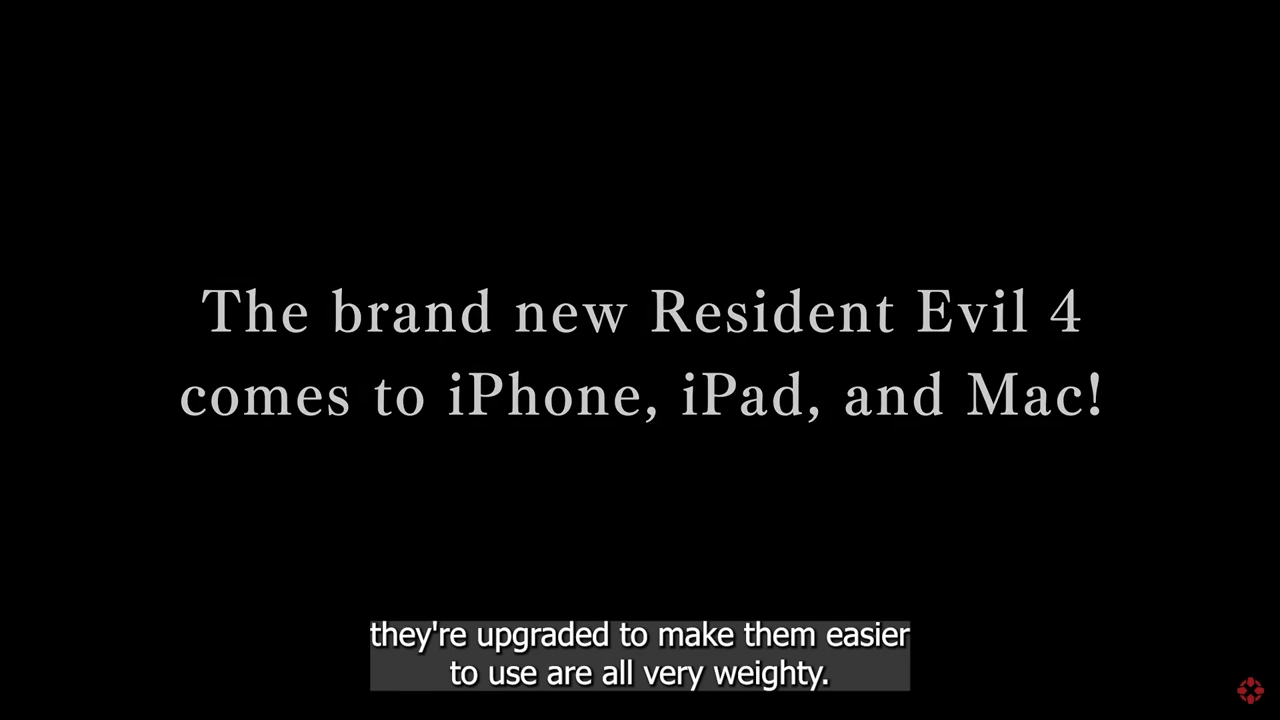 The brand new Resident Evil 4
comes to iPhone, iPad, and Mac!
they're upgraded to make them easier
to use are all very weighty.